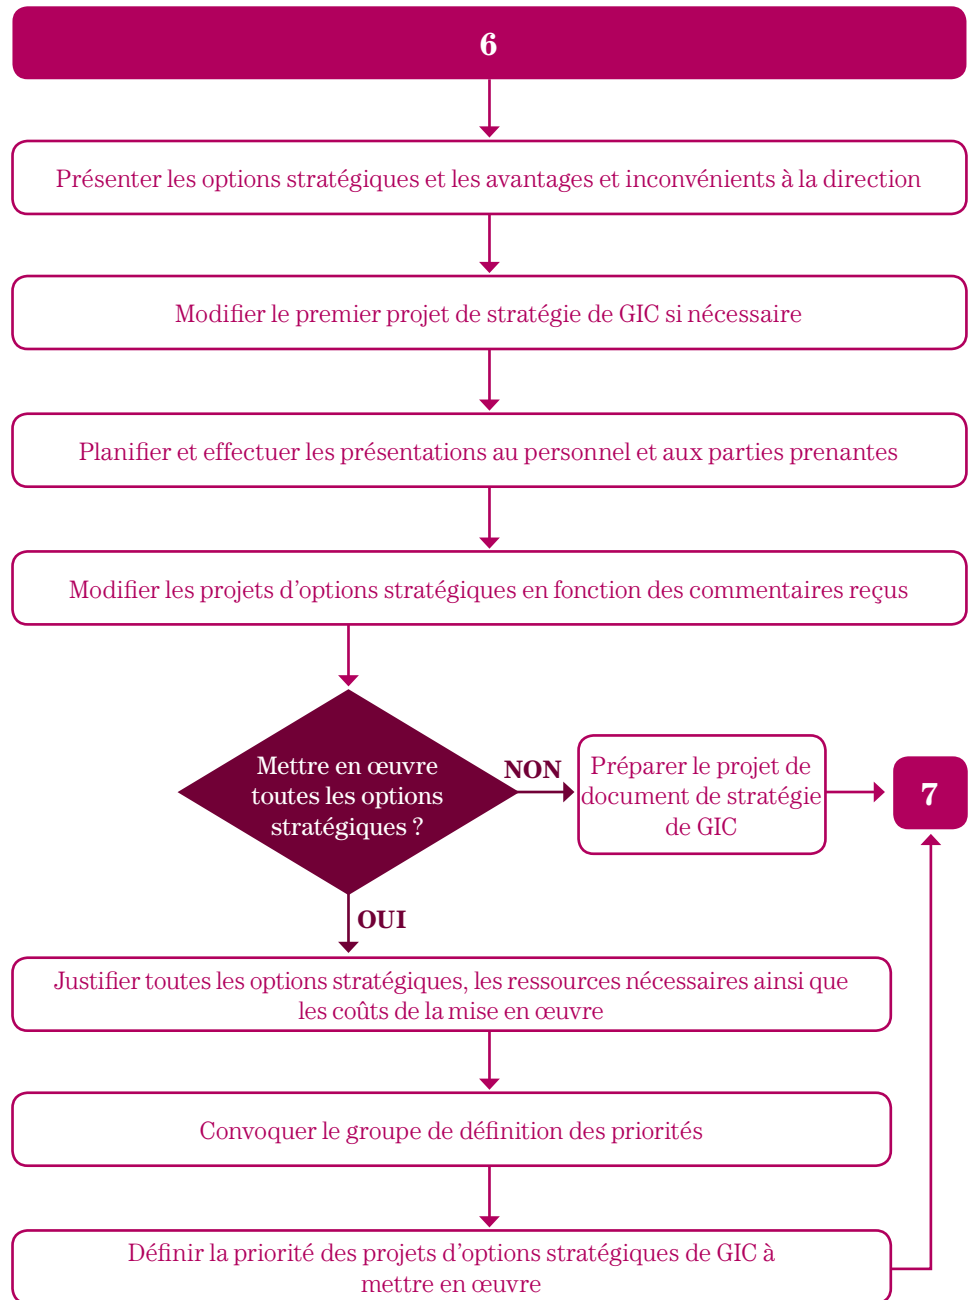 6
Présenter les options stratégiques et les avantages et inconvénients à la direction
Modifier le premier projet de stratégie de GIC si nécessaire
Planifier et effectuer les présentations au personnel et aux parties prenantes
Modifier les projets d’options stratégiques en fonction des commentaires reçus
Mettre en œuvre
toutes les options
stratégiques ?
NON
Préparer le projet de
document de stratégie
de GIC
7
OUI
Justifier toutes les options stratégiques, les ressources nécessaires ainsi que
les coûts de la mise en œuvre
Convoquer le groupe de définition des priorités
Définir la priorité des projets d’options stratégiques de GIC à
mettre en œuvre